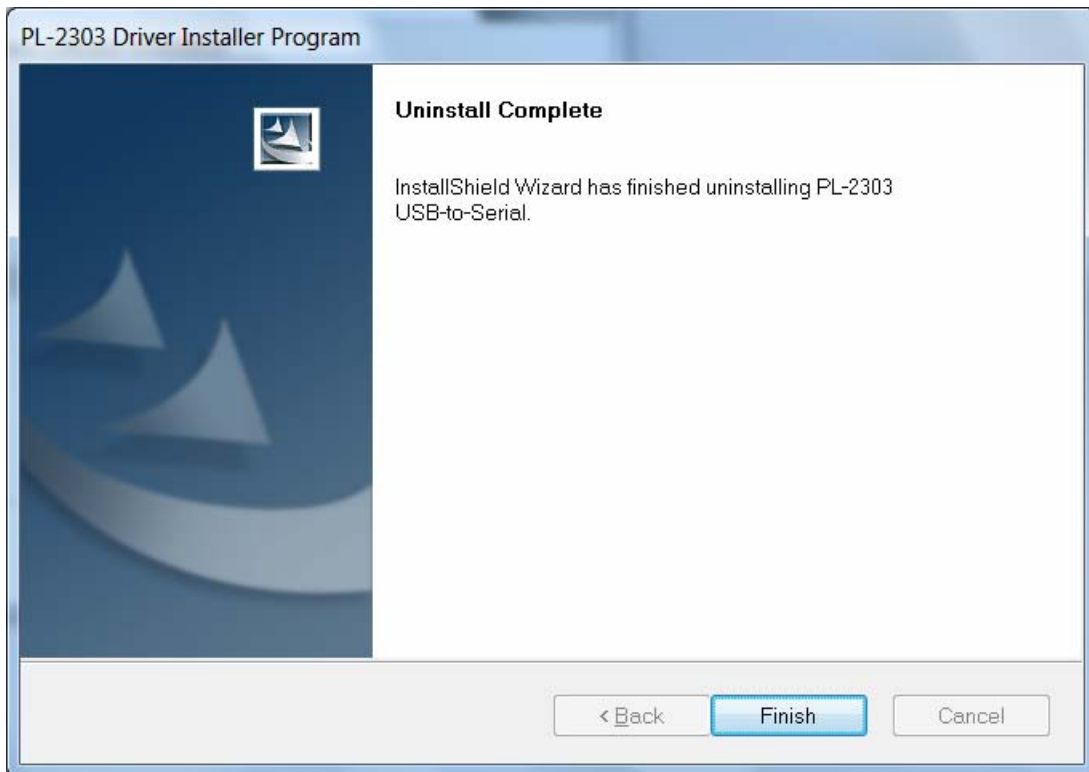 PL-2303 Driver Installer Program
Uninstall Complete
InstallShield Wizard has finished uninstalling PL-2303
USB-to-Serial.
< Back
Finish
Cancel